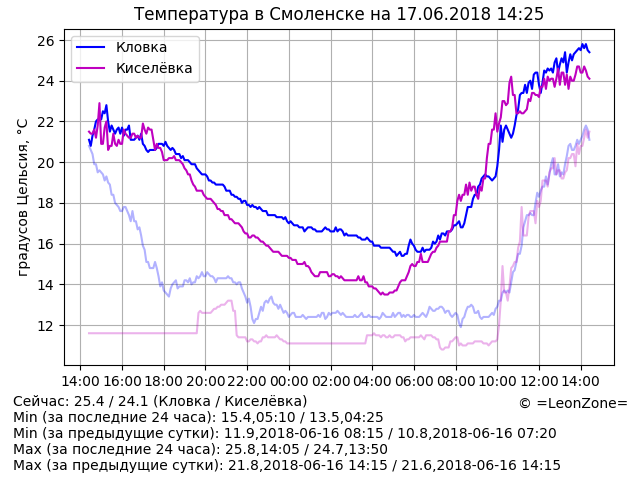 Температура в Смоленске на 17.06.2018 14:25
Кловка
Киселёвка
градусов Цельсия, °C
26
24
22
20
18
16
14
12
14:00 16:00 18:00 20:00 22:00 00:00 02:00 04:00 06:00 08:00 10:00 12:00 14:00
Сейчас: 25.4 / 24.1 (Кловка / Киселёвка)
© =LeonZone=
Min (за последние 24 часа): 15.4,05:10 / 13.5,04:25
Min (за предыдущие сутки): 11.9,2018-06-16 08:15 / 10.8,2018-06-16 07:20
Max (за последние 24 часа): 25.8,14:05 / 24.7,13:50
Max (за предыдущие сутки): 21.8,2018-06-16 14:15 / 21.6,2018-06-16 14:15